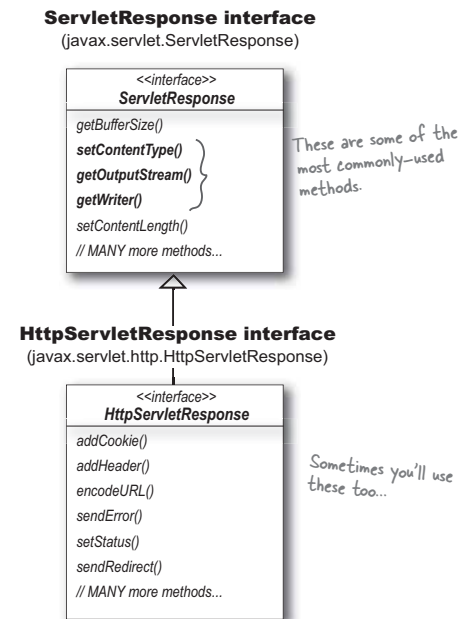 ServletResponse interface
(javax.servlet.ServletResponse)
<<interface>>
ServletResponse
getBufferSize()
setContentType()
getOutputStream()
getWriter()
setContentLength()
// MANY more methods...
These are some of the
most commonly-used
methods.
HttpServletResponse interface
(javax.servlet.http.HttpServletResponse)
<<interface>>
HttpServletResponse
addCookie()
addHeader()
encodeURL()
sendError()
setStatus()
sendRedirect()
// MANY more methods...
Sometimes you'll use
these too...